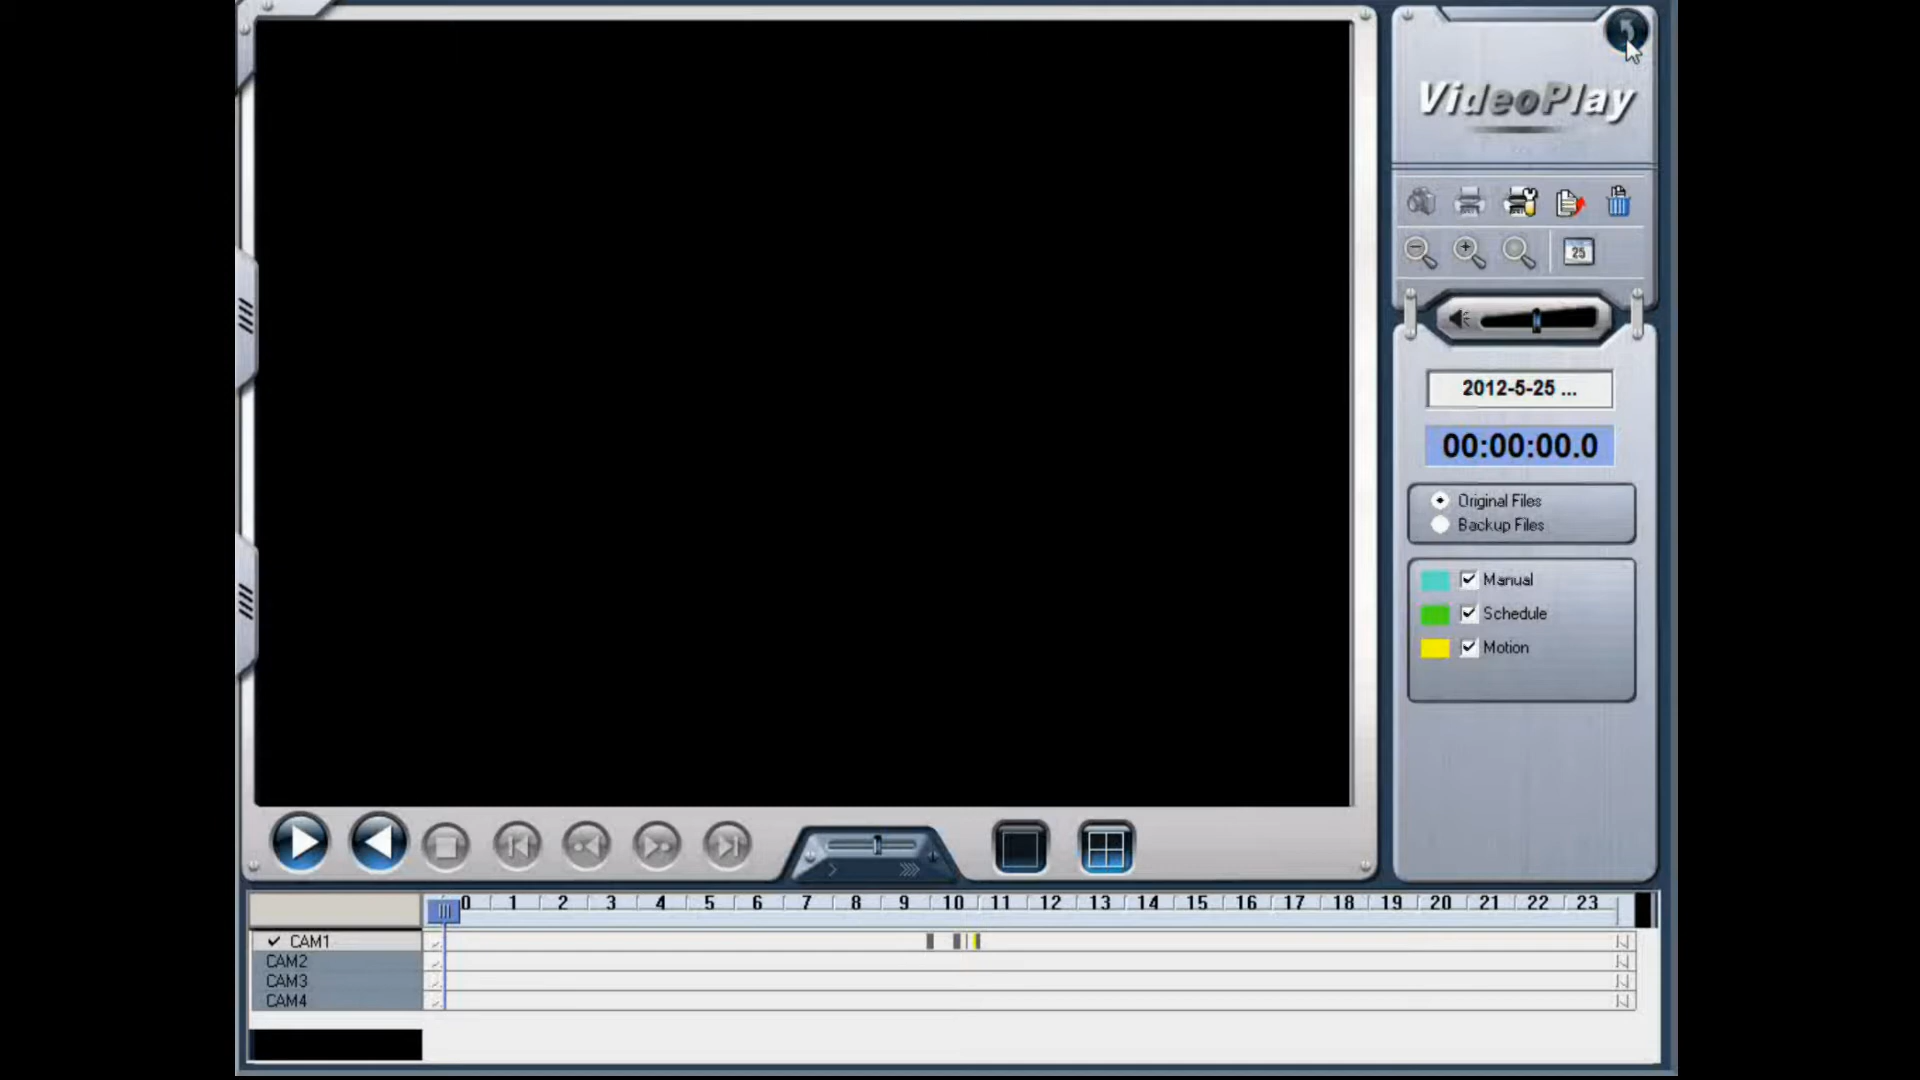 VideoPlay
25
2012-5-25 ...
00:00:00.0
Original Files
Backup Files
Manual
Schedule
Motion
0 1 2 3 4 5 6 7 8 9 10 11 12 13 14 15 16 17 18 19 20 21 22 23
CAM1
CAM2
CAM3
CAM4